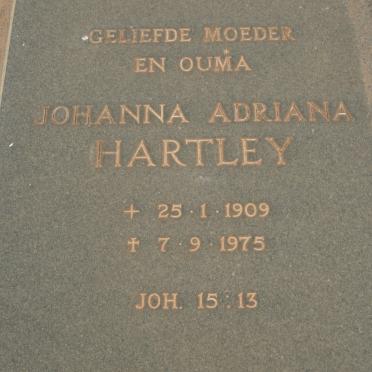 GELIEFDE MOEDER
EN OUMA
JOHANNA ADRIANA
HARTLEY
+ 25·1·1909
✝ 7·9·1975
JOH. 15:13